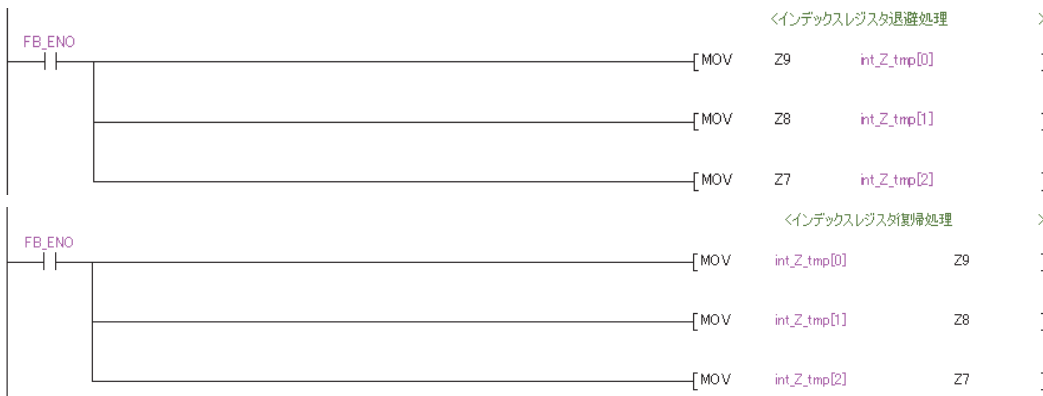 <インデックスレジスタ退避処理 >
FB_ENO
[ MOV Z9 int_Z_tmp[0] ]
[ MOV Z8 int_Z_tmp[1] ]
[ MOV Z7 int_Z_tmp[2] ]
<インデックスレジスタ復帰処理 >
FB_ENO
[ MOV int_Z_tmp[0] Z9 ]
[ MOV int_Z_tmp[1] Z8 ]
[ MOV int_Z_tmp[2] Z7 ]